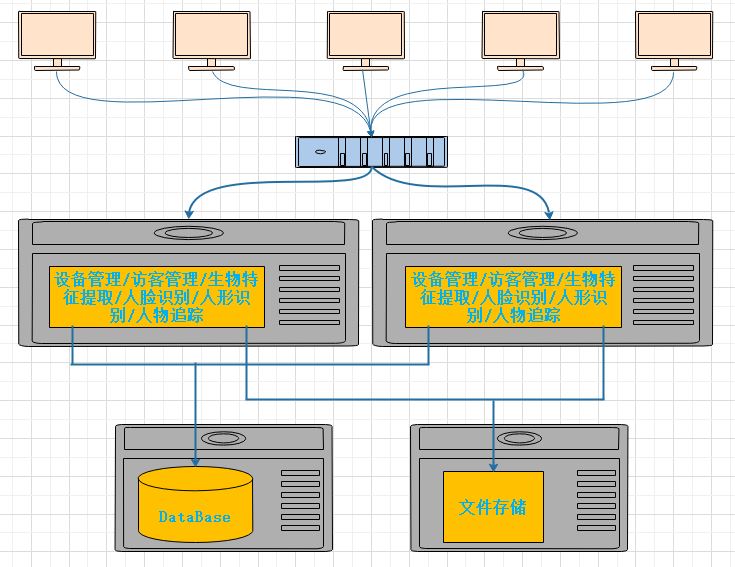 设备管理/访客管理/生物特
征提取/人脸识别/人形识
别/人物追踪
设备管理/访客管理/生物特
征提取/人脸识别/人形识
别/人物追踪
DataBase
文件存储